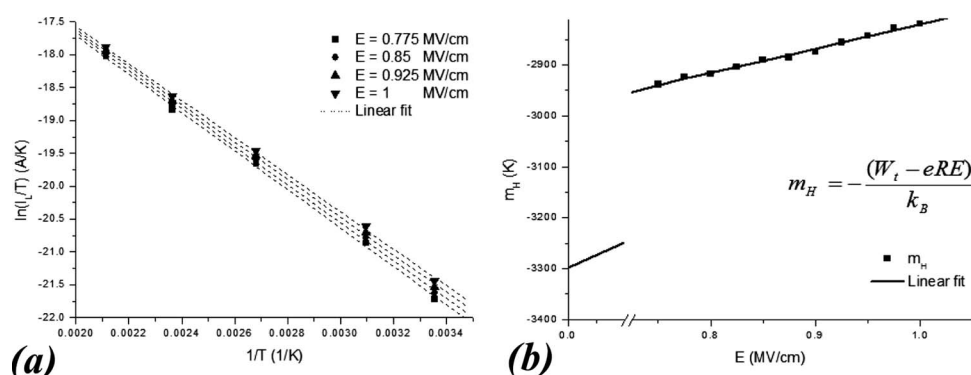 -17.5
-18.0
-18.5
-19.0
-19.5
-20.0
-20.5
-21.0
-21.5
-22.0
ln(I_L/T) (A/K)
E = 0.775 MV/cm
E = 0.85 MV/cm
E = 0.925 MV/cm
E = 1 MV/cm
Linear fit
0.0020 0.0022 0.0024 0.0026 0.0028 0.0030 0.0032 0.0034
1/T (1/K)
(a)
-2900
-3000
-3100
-3200
-3300
-3400
m_H (K)
m_H = -(W_t - eRE)/k_B
m_H
Linear fit
0.0 0.8 0.9 1.0
E (MV/cm)
(b)